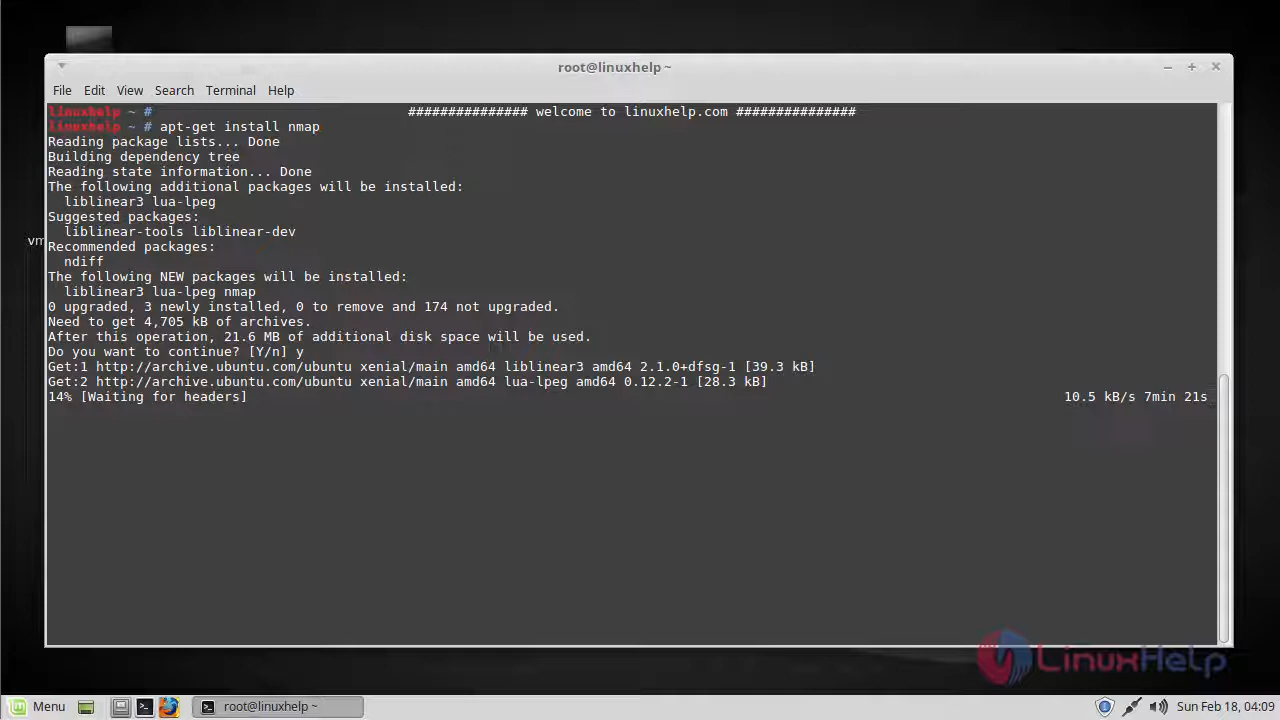 root@linuxhelp ~
File Edit View Search Terminal Help
linuxhelp ~ # ############### welcome to linuxhelp.com ###############
linuxhelp ~ # apt-get install nmap
Reading package lists... Done
Building dependency tree
Reading state information... Done
The following additional packages will be installed:
liblinear3 lua-lpeg
Suggested packages:
liblinear-tools liblinear-dev
vm
Recommended packages:
ndiff
The following NEW packages will be installed:
liblinear3 lua-lpeg nmap
0 upgraded, 3 newly installed, 0 to remove and 174 not upgraded.
Need to get 4,705 kB of archives.
After this operation, 21.6 MB of additional disk space will be used.
Do you want to continue? [Y/n] y
Get:1 http://archive.ubuntu.com/ubuntu xenial/main amd64 liblinear3 amd64 2.1.0+dfsg-1 [39.3 kB]
Get:2 http://archive.ubuntu.com/ubuntu xenial/main amd64 lua-lpeg amd64 0.12.2-1 [28.3 kB]
14% [Waiting for headers] 10.5 kB/s 7min 21s
LinuxHelp
Menu root@linuxhelp ~ Sun Feb 18, 04:09